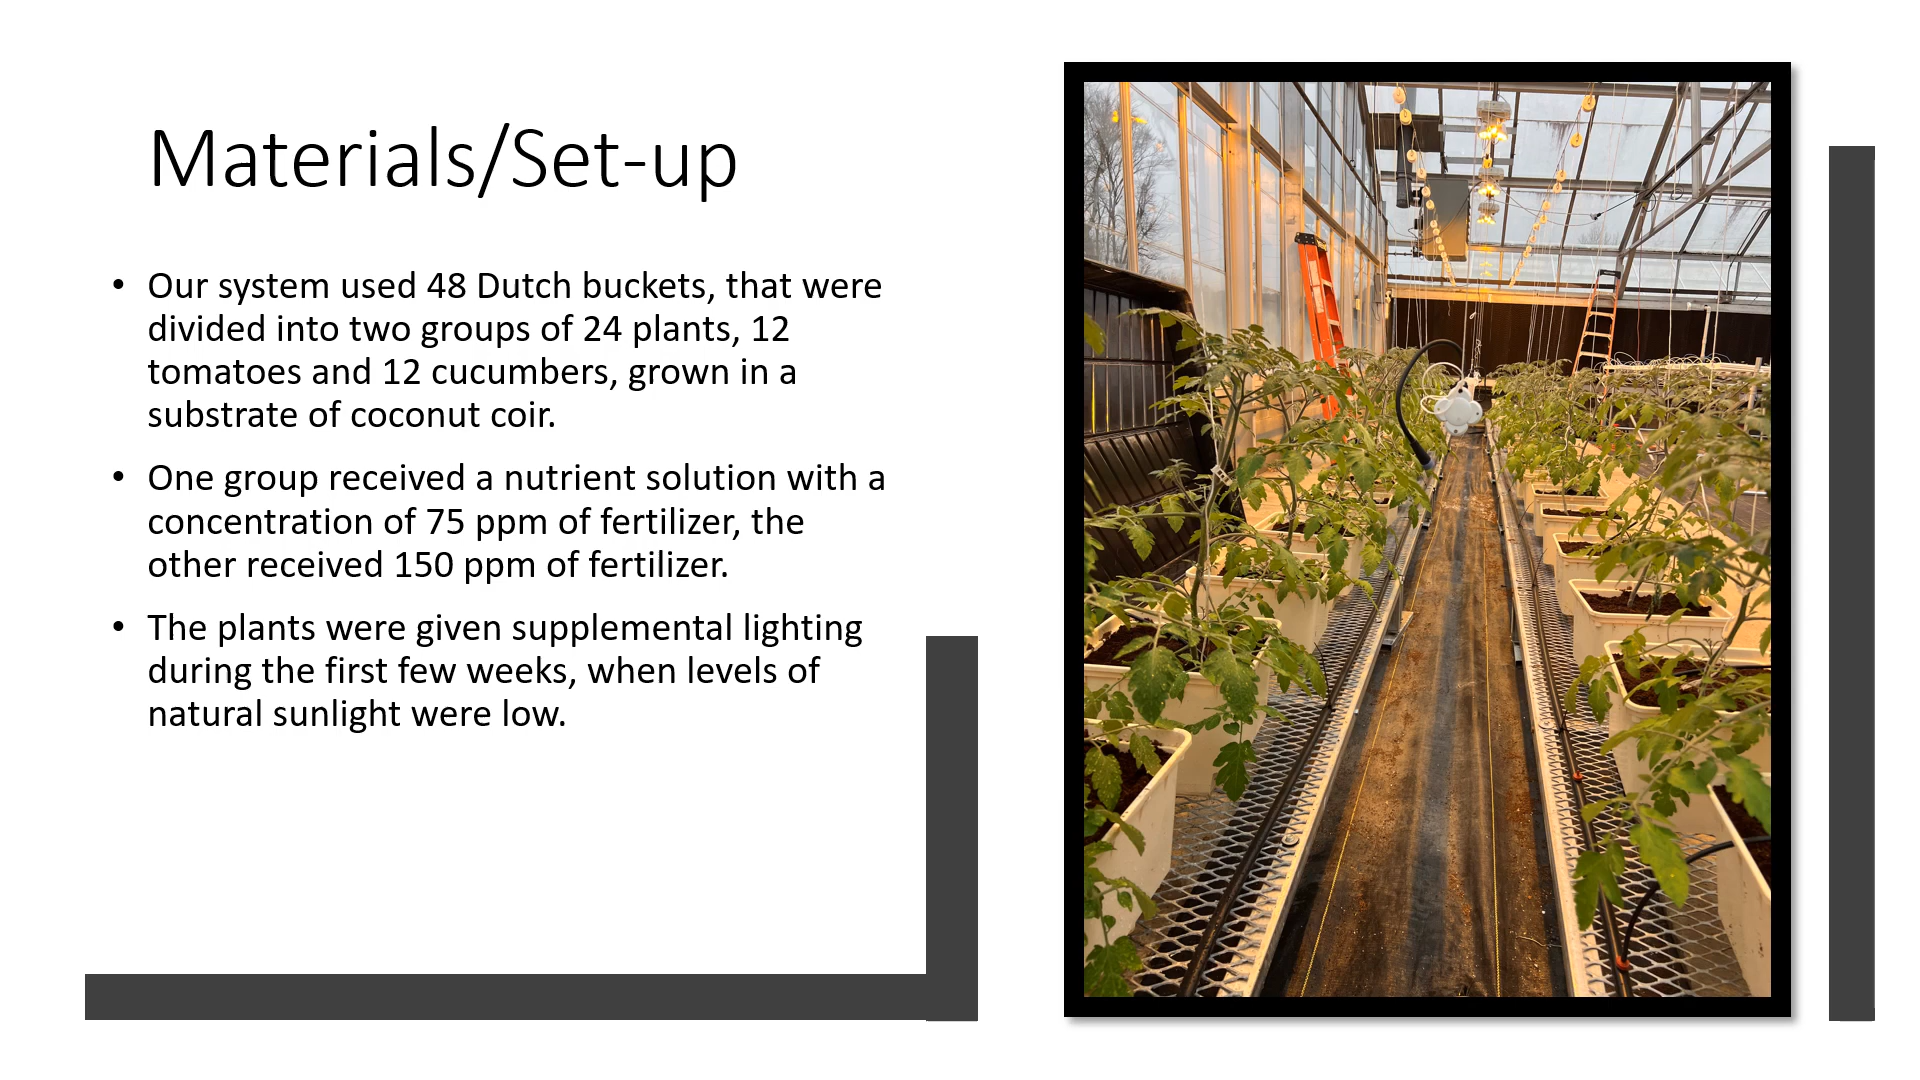 Materials/Set-up
• Our system used 48 Dutch buckets, that were
divided into two groups of 24 plants, 12
tomatoes and 12 cucumbers, grown in a
substrate of coconut coir.
• One group received a nutrient solution with a
concentration of 75 ppm of fertilizer, the
other received 150 ppm of fertilizer.
• The plants were given supplemental lighting
during the first few weeks, when levels of
natural sunlight were low.